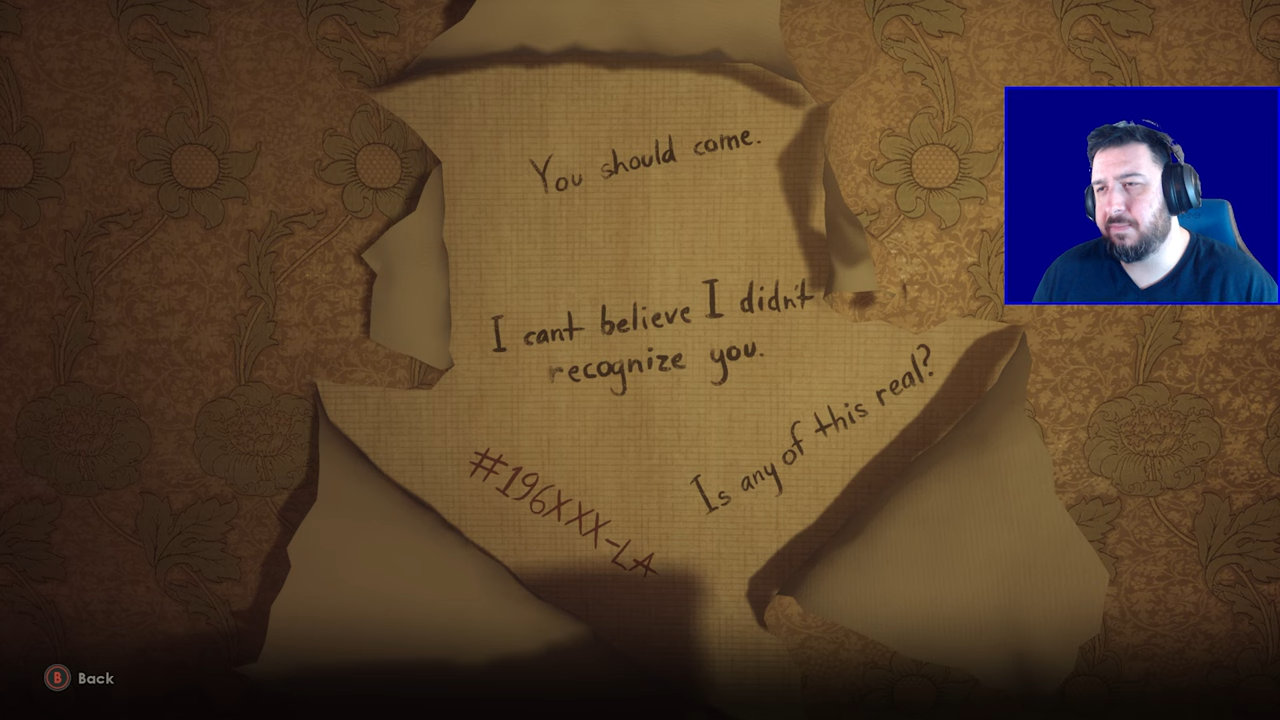 You should come.
I cant believe I didn't
recognize you.
Is any of this real?
#196XXX-LA
B Back